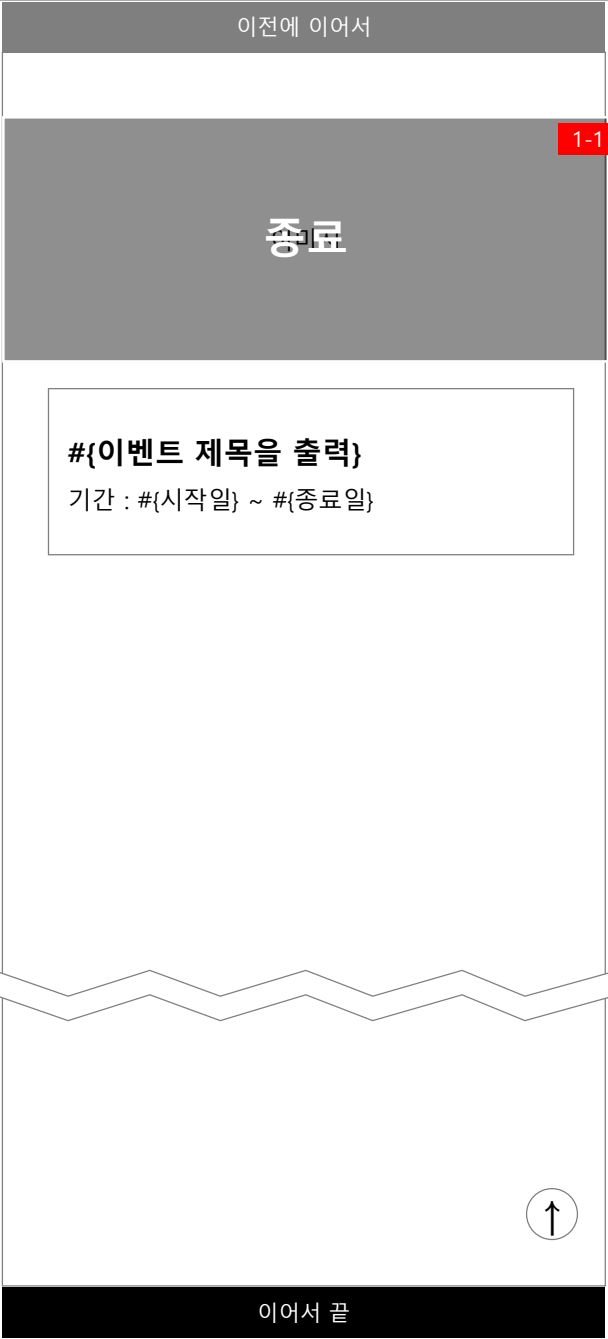 이전에 이어서
1-1
종료
#{이벤트 제목을 출력}
기간 : #{시작일} ~ #{종료일}
↑
이어서 끝